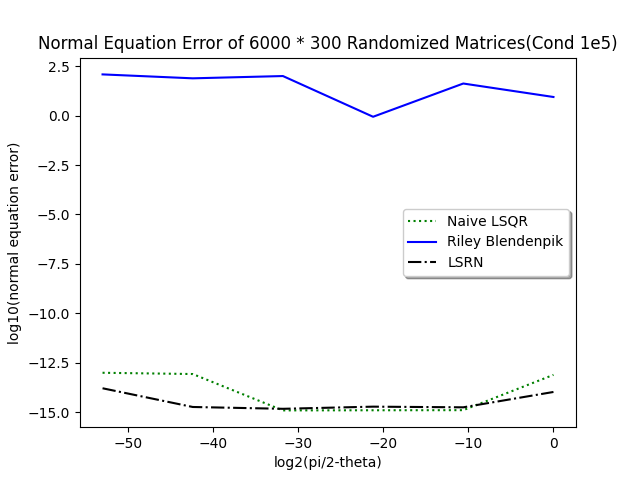 Normal Equation Error of 6000 * 300 Randomized Matrices(Cond 1e5)
log10(normal equation error)
2.5
0.0
−2.5
−5.0
−7.5
−10.0
−12.5
−15.0
Naive LSQR
Riley Blendenpik
LSRN
−50
−40
−30
−20
−10
0
log2(pi/2-theta)